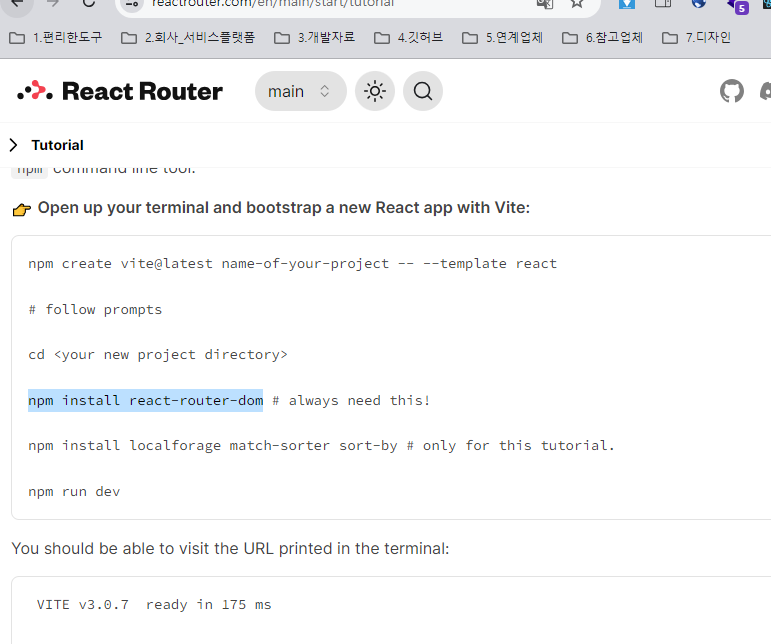 reactrouter.com/en/main/start/tutorial
5
1.편리한도구 2.회사_서비스플랫폼 3.개발자료 4.깃허브 5.연계업체 6.참고업체 7.디자인
React Router main
Tutorial
npm command line tool.
👉 Open up your terminal and bootstrap a new React app with Vite:
npm create vite@latest name-of-your-project -- --template react
# follow prompts
cd <your new project directory>
npm install react-router-dom # always need this!
npm install localforage match-sorter sort-by # only for this tutorial.
npm run dev
You should be able to visit the URL printed in the terminal:
VITE v3.0.7  ready in 175 ms